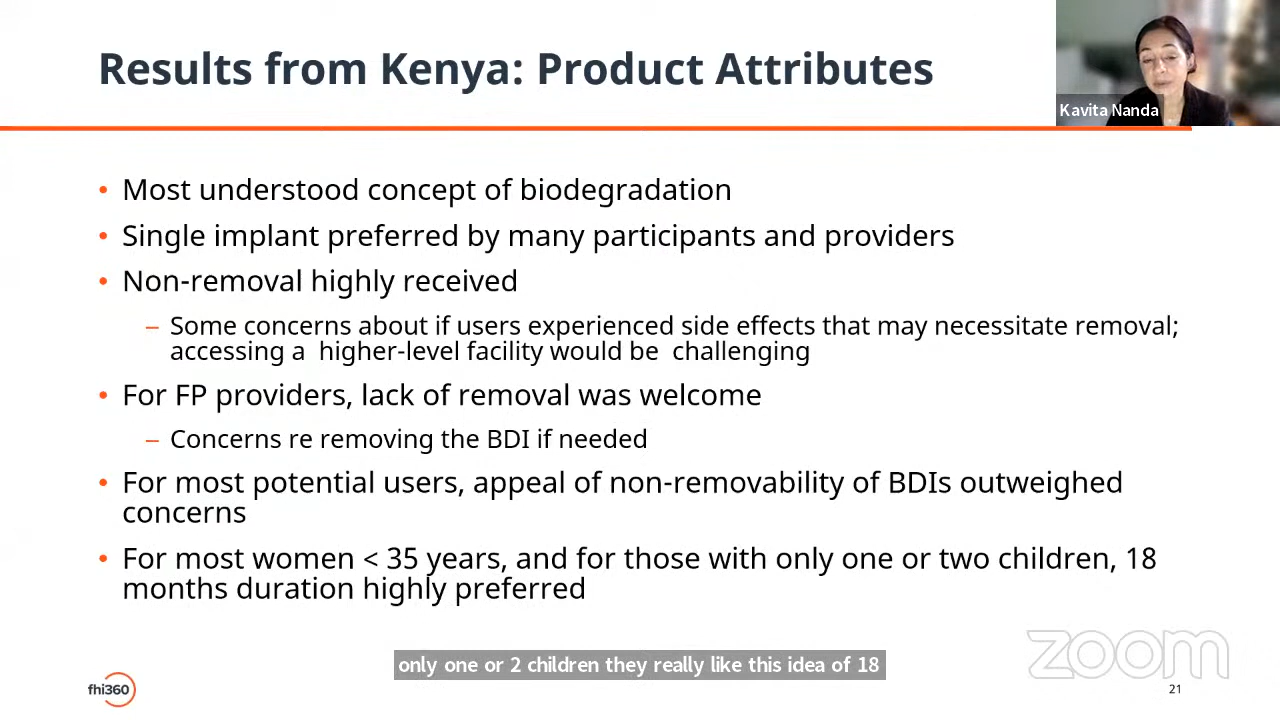 Results from Kenya: Product Attributes
Kavita Nanda
• Most understood concept of biodegradation
• Single implant preferred by many participants and providers
• Non-removal highly received
– Some concerns about if users experienced side effects that may necessitate removal;
accessing a higher-level facility would be challenging
• For FP providers, lack of removal was welcome
– Concerns re removing the BDI if needed
• For most potential users, appeal of non-removability of BDIs outweighed
concerns
• For most women < 35 years, and for those with only one or two children, 18
months duration highly preferred
only one or 2 children they really like this idea of 18
zoom
fhi360
21